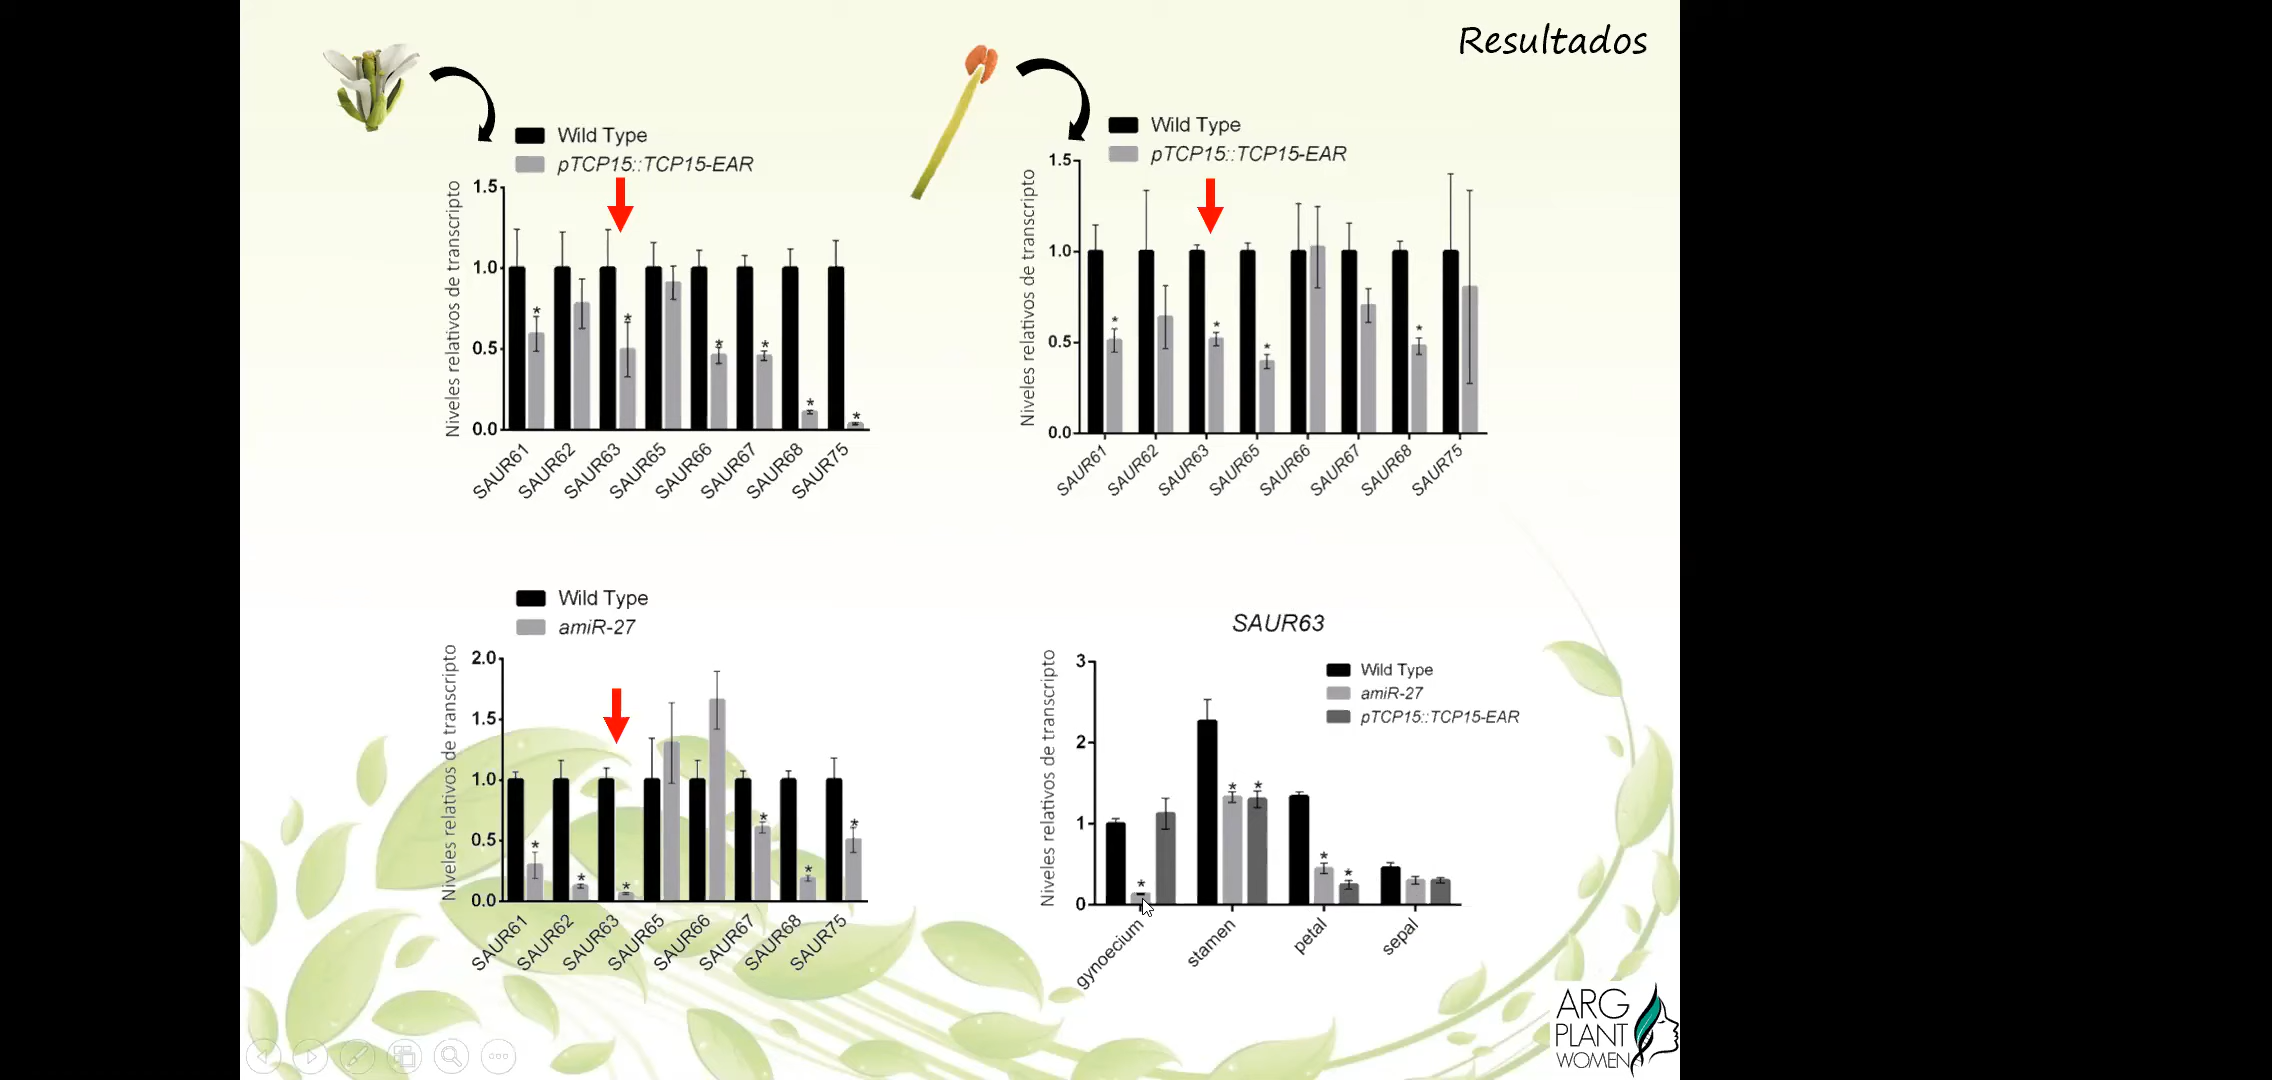 Resultados
Wild Type
pTCP15::TCP15-EAR
Niveles relativos de transcripto
1.5
1.0
0.5
0.0
* * * * * *
SAUR61 SAUR62 SAUR63 SAUR65 SAUR66 SAUR67 SAUR68 SAUR75
Wild Type
pTCP15::TCP15-EAR
Niveles relativos de transcripto
1.5
1.0
0.5
0.0
* * * *
SAUR61 SAUR62 SAUR63 SAUR65 SAUR66 SAUR67 SAUR68 SAUR75
Wild Type
amiR-27
Niveles relativos de transcripto
2.0
1.5
1.0
0.5
0.0
* * * * * *
SAUR61 SAUR62 SAUR63 SAUR65 SAUR66 SAUR67 SAUR68 SAUR75
SAUR63
Wild Type
amiR-27
pTCP15::TCP15-EAR
Niveles relativos de transcripto
3
2
1
0
* * * * *
gynoecium stamen petal sepal
ARG
PLANT
WOMEN